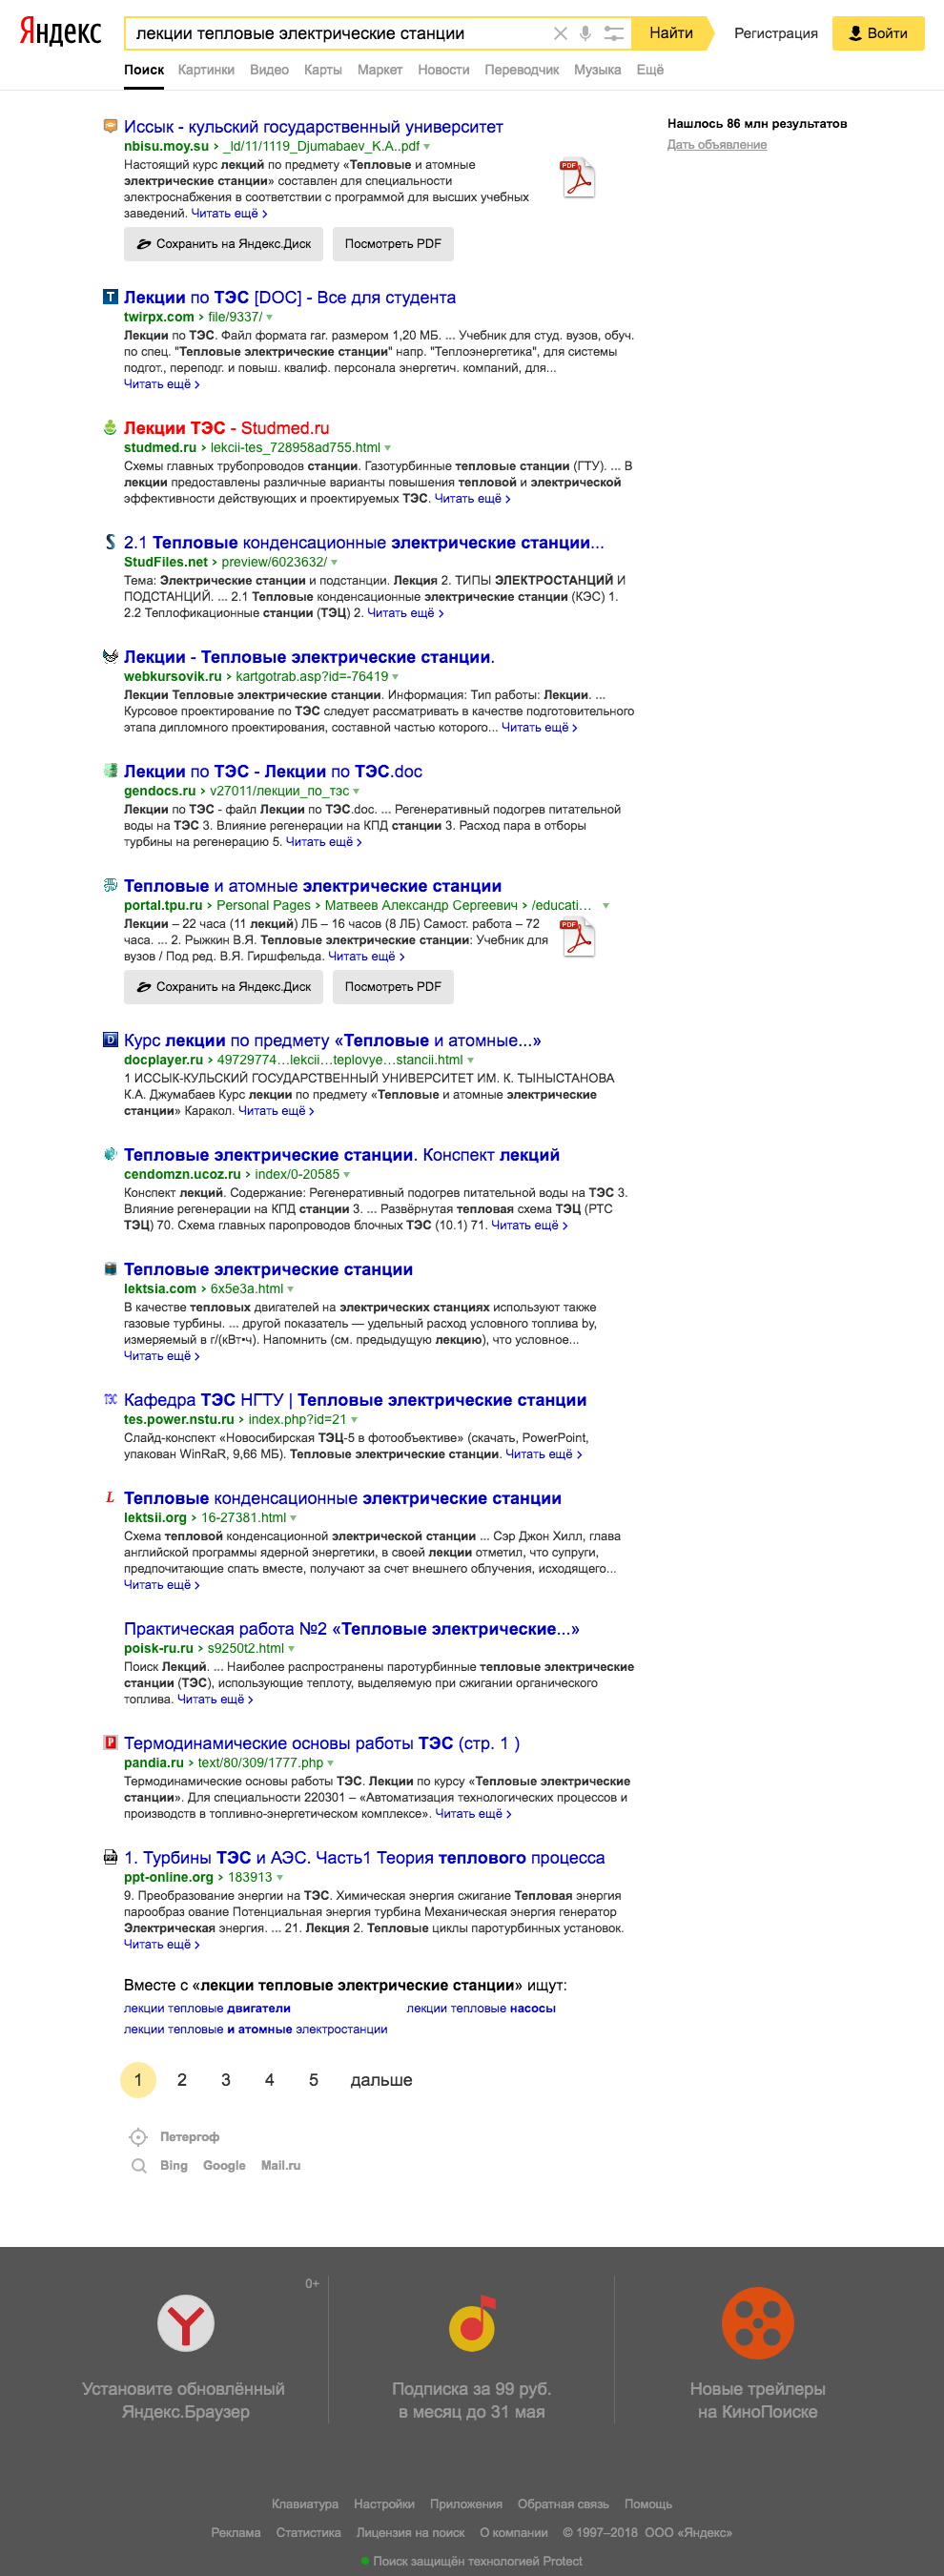 Яндекс
лекции тепловые электрические станции
Найти
Регистрация
Войти
Поиск Картинки Видео Карты Маркет Новости Переводчик Музыка Ещё
Иссык - кульский государственный университет
nbisu.moy.su › _ld/11/1119_Djumabaev_K.A..pdf
Настоящий курс лекций по предмету «Тепловые и атомные
электрические станции» составлен для специальности
электроснабжения в соответствии с программой для высших учебных
заведений. Читать ещё ›
PDF
Сохранить на Яндекс.Диск Посмотреть PDF
Нашлось 86 млн результатов
Дать объявление
T
Лекции по ТЭС [DOC] - Все для студента
twirpx.com › file/9337/
Лекции по ТЭС. Файл формата rar. размером 1,20 МБ. ... Учебник для студ. вузов, обуч.
по спец. "Тепловые электрические станции" напр. "Теплоэнергетика", для системы
подгот., переподг. и повыш. квалиф. персонала энергетич. компаний, для...
Читать ещё ›
Лекции ТЭС - Studmed.ru
studmed.ru › lekcii-tes_728958ad755.html
Схемы главных трубопроводов станции. Газотурбинные тепловые станции (ГТУ). ... В
лекции предоставлены различные варианты повышения тепловой и электрической
эффективности действующих и проектируемых ТЭС. Читать ещё ›
S
2.1 Тепловые конденсационные электрические станции...
StudFiles.net › preview/6023632/
Тема: Электрические станции и подстанции. Лекция 2. ТИПЫ ЭЛЕКТРОСТАНЦИЙ И
ПОДСТАНЦИЙ. ... 2.1 Тепловые конденсационные электрические станции (КЭС) 1.
2.2 Теплофикационные станции (ТЭЦ) 2. Читать ещё ›
Лекции - Тепловые электрические станции.
webkursovik.ru › kartgotrab.asp?id=-76419
Лекции Тепловые электрические станции. Информация: Тип работы: Лекции. ...
Курсовое проектирование по ТЭС следует рассматривать в качестве подготовительного
этапа дипломного проектирования, составной частью которого... Читать ещё ›
Лекции по ТЭС - Лекции по ТЭС.doc
gendocs.ru › v27011/лекции_по_тэс
Лекции по ТЭС - файл Лекции по ТЭС.doc. ... Регенеративный подогрев питательной
воды на ТЭС 3. Влияние регенерации на КПД станции 3. Расход пара в отборы
турбины на регенерацию 5. Читать ещё ›
Тепловые и атомные электрические станции
portal.tpu.ru › Personal Pages › Матвеев Александр Сергеевич › /educati…
Лекции – 22 часа (11 лекций) ЛБ – 16 часов (8 ЛБ) Самост. работа – 72
часа. ... 2. Рыжкин В.Я. Тепловые электрические станции: Учебник для
вузов / Под ред. В.Я. Гиршфельда. Читать ещё ›
PDF
Сохранить на Яндекс.Диск Посмотреть PDF
D
Курс лекции по предмету «Тепловые и атомные...»
docplayer.ru › 49729774…lekcii…teplovye…stancii.html
1 ИССЫК-КУЛЬСКИЙ ГОСУДАРСТВЕННЫЙ УНИВЕРСИТЕТ ИМ. К. ТЫНЫСТАНОВА
К.А. Джумабаев Курс лекции по предмету «Тепловые и атомные электрические
станции» Каракол. Читать ещё ›
Тепловые электрические станции. Конспект лекций
cendomzn.ucoz.ru › index/0-20585
Конспект лекций. Содержание: Регенеративный подогрев питательной воды на ТЭС 3.
Влияние регенерации на КПД станции 3. ... Развёрнутая тепловая схема ТЭЦ (РТС
ТЭЦ) 70. Схема главных паропроводов блочных ТЭС (10.1) 71. Читать ещё ›
Тепловые электрические станции
lektsia.com › 6x5e3a.html
В качестве тепловых двигателей на электрических станциях используют также
газовые турбины. ... другой показатель — удельный расход условного топлива by,
измеряемый в г/(кВт•ч). Напомнить (см. предыдущую лекцию), что условное...
Читать ещё ›
ТЭС
Кафедра ТЭС НГТУ | Тепловые электрические станции
tes.power.nstu.ru › index.php?id=21
Слайд-конспект «Новосибирская ТЭЦ-5 в фотообъективе» (скачать, PowerPoint,
упакован WinRaR, 9,66 МБ). Тепловые электрические станции. Читать ещё ›
L
Тепловые конденсационные электрические станции
lektsii.org › 16-27381.html
Схема тепловой конденсационной электрической станции ... Сэр Джон Хилл, глава
английской программы ядерной энергетики, в своей лекции отметил, что супруги,
предпочитающие спать вместе, получают за счет внешнего облучения, исходящего...
Читать ещё ›
Практическая работа №2 «Тепловые электрические...»
poisk-ru.ru › s9250t2.html
Поиск Лекций. ... Наиболее распространены паротурбинные тепловые электрические
станции (ТЭС), использующие теплоту, выделяемую при сжигании органического
топлива. Читать ещё ›
P
Термодинамические основы работы ТЭС (стр. 1 )
pandia.ru › text/80/309/1777.php
Термодинамические основы работы ТЭС. Лекции по курсу «Тепловые электрические
станции». Для специальности 220301 – «Автоматизация технологических процессов и
производств в топливно-энергетическом комплексе». Читать ещё ›
PPT
1. Турбины ТЭС и АЭС. Часть1 Теория теплового процесса
ppt-online.org › 183913
9. Преобразование энергии на ТЭС. Химическая энергия сжигание Тепловая энергия
парообраз ование Потенциальная энергия турбина Механическая энергия генератор
Электрическая энергия. ... 21. Лекция 2. Тепловые циклы паротурбинных установок.
Читать ещё ›
Вместе с «лекции тепловые электрические станции» ищут:
лекции тепловые двигатели лекции тепловые насосы
лекции тепловые и атомные электростанции
1 2 3 4 5 дальше
Петергоф
Bing Google Mail.ru
0+
Установите обновлённый
Яндекс.Браузер
Подписка за 99 руб.
в месяц до 31 мая
Новые трейлеры
на КиноПоиске
Клавиатура Настройки Приложения Обратная связь Помощь
Реклама Статистика Лицензия на поиск О компании © 1997–2018 ООО «Яндекс»
Поиск защищён технологией Protect